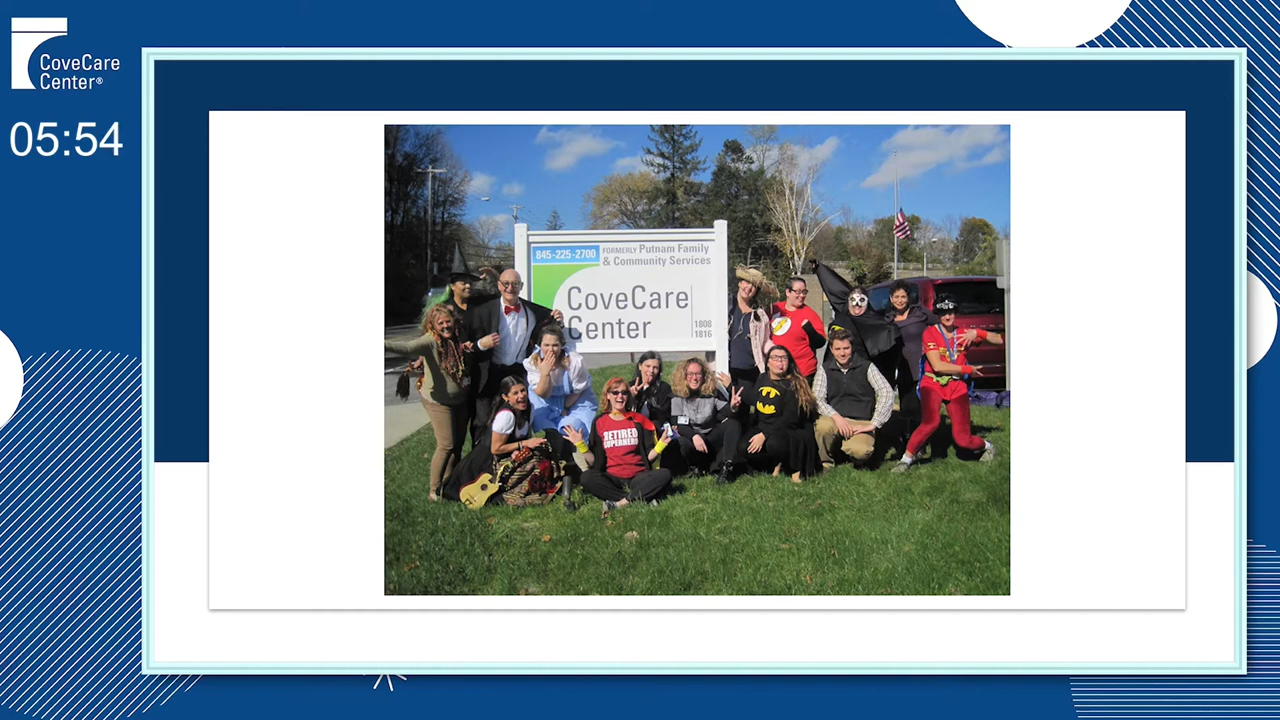 CoveCare
Center®
05:54
845-225-2700
FORMERLY Putnam Family
& Community Services
CoveCare
Center
1808
1816
RETIRED
SUPERHERO